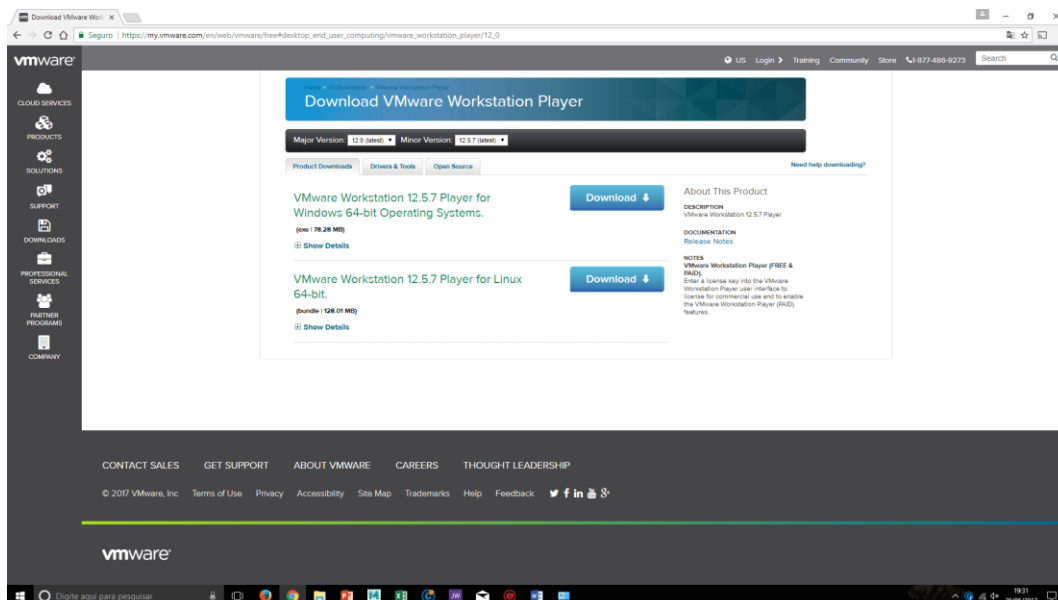 Download VMware Work
Seguro | https://my.vmware.com/en/web/vmware/free#desktop_end_user_computing/vmware_workstation_player/12_0
vmware
US Login Training Community Store 1-877-486-9273 Search
CLOUD SERVICES
PRODUCTS
SOLUTIONS
SUPPORT
DOWNLOADS
PROFESSIONAL
SERVICES
PARTNER
PROGRAMS
COMPANY
Home > All Downloads > VMware Workstation Player
Download VMware Workstation Player
Major Version: 12.0 (latest) Minor Version: 12.5.7 (latest)
Product Downloads Drivers & Tools Open Source Need help downloading?
VMware Workstation 12.5.7 Player for
Windows 64-bit Operating Systems.
(exe | 78.28 MB)
Show Details
Download
VMware Workstation 12.5.7 Player for Linux
64-bit.
(bundle | 128.01 MB)
Show Details
Download
About This Product
DESCRIPTION
VMware Workstation 12.5.7 Player
DOCUMENTATION
Release Notes
NOTES
VMware Workstation Player (FREE &
PAID).
Enter a license key into the VMware
Workstation Player user interface to
license for commercial use and to enable
the VMware Workstation Player (PAID)
features.
CONTACT SALES GET SUPPORT ABOUT VMWARE CAREERS THOUGHT LEADERSHIP
© 2017 VMware, Inc Terms of Use Privacy Accessibility Site Map Trademarks Help Feedback
vmware
Digite aqui para pesquisar
19:31